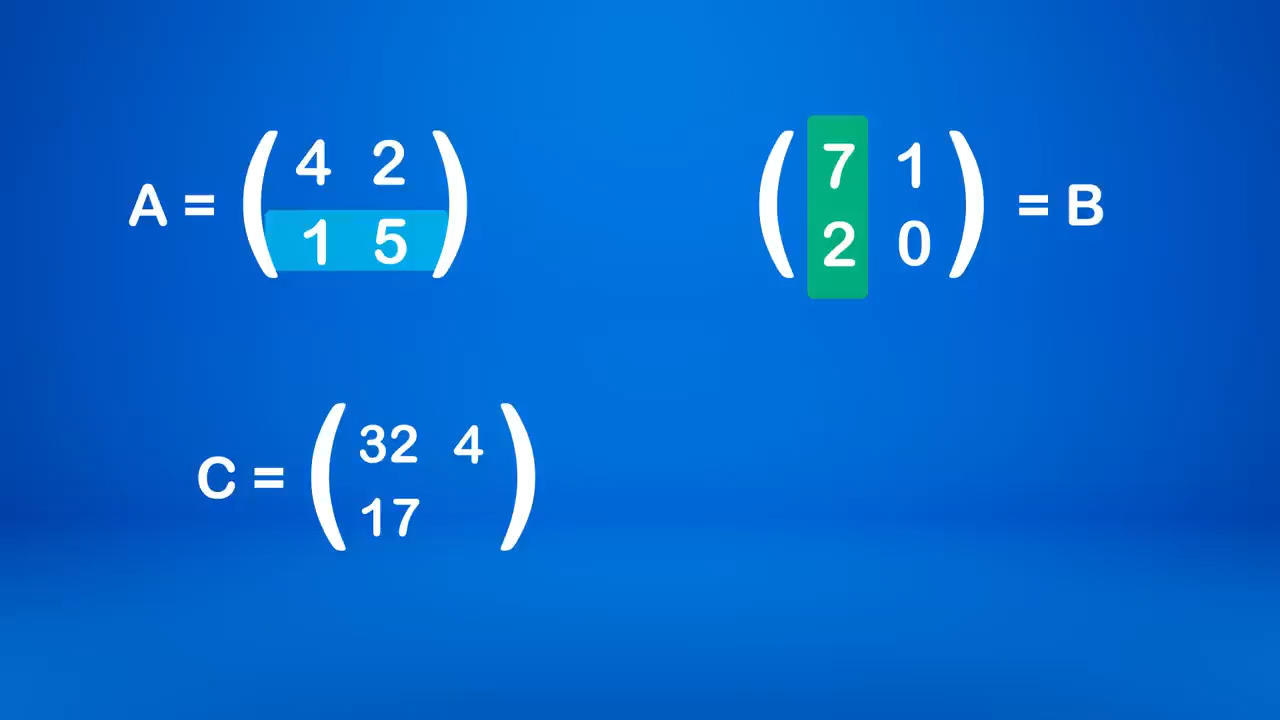 A = ( 4 2
1 5 )
( 7 1
2 0 ) = B
C = ( 32 4
17 )